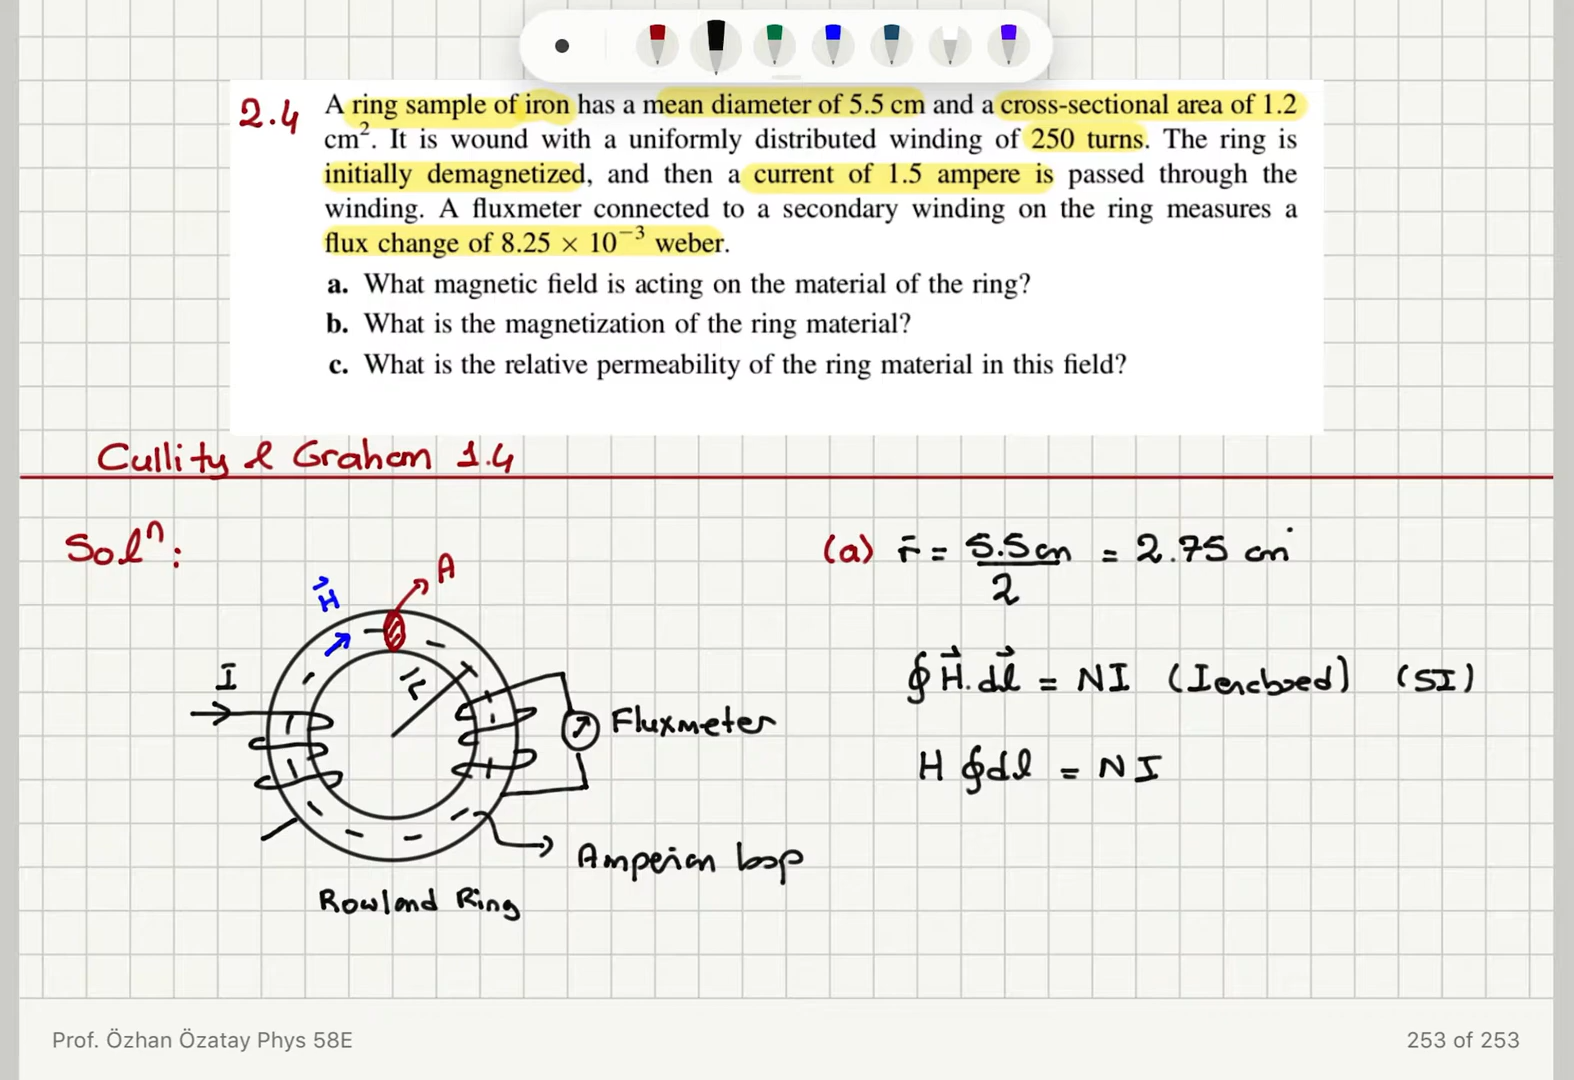 2.4 A ring sample of iron has a mean diameter of 5.5 cm and a cross-sectional area of 1.2
cm². It is wound with a uniformly distributed winding of 250 turns. The ring is
initially demagnetized, and then a current of 1.5 ampere is passed through the
winding. A fluxmeter connected to a secondary winding on the ring measures a
flux change of 8.25 × 10⁻³ weber.
a. What magnetic field is acting on the material of the ring?
b. What is the magnetization of the ring material?
c. What is the relative permeability of the ring material in this field?
Cullity & Graham 1.4
Solⁿ:
A
H⃗
I
r̄
Fluxmeter
Amperian loop
Rowland Ring
(a) r̄ = 5.5cm / 2 = 2.75 cm
∮ H⃗.dl⃗ = NI (Ienclosed) (SI)
H ∮dl = NI
Prof. Özhan Özatay Phys 58E
253 of 253